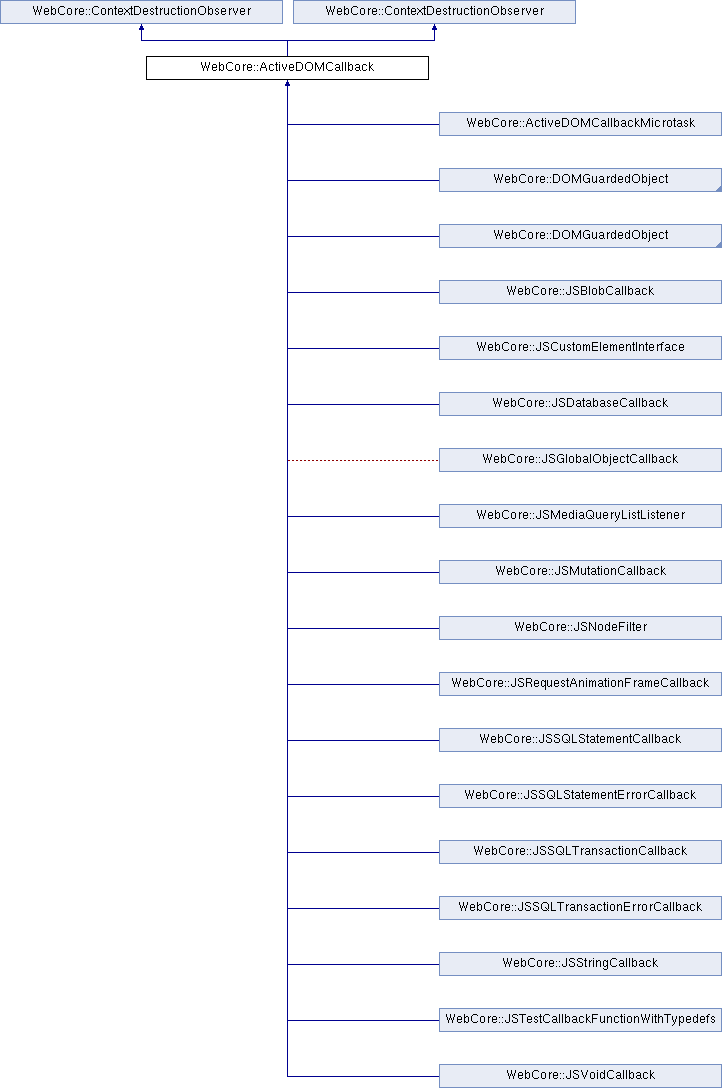 WebCore::ContextDestructionObserver
WebCore::ContextDestructionObserver
WebCore::ActiveDOMCallback
WebCore::ActiveDOMCallbackMicrotask
WebCore::DOMGuardedObject
WebCore::DOMGuardedObject
WebCore::JSBlobCallback
WebCore::JSCustomElementInterface
WebCore::JSDatabaseCallback
WebCore::JSGlobalObjectCallback
WebCore::JSMediaQueryListListener
WebCore::JSMutationCallback
WebCore::JSNodeFilter
WebCore::JSRequestAnimationFrameCallback
WebCore::JSSQLStatementCallback
WebCore::JSSQLStatementErrorCallback
WebCore::JSSQLTransactionCallback
WebCore::JSSQLTransactionErrorCallback
WebCore::JSStringCallback
WebCore::JSTestCallbackFunctionWithTypedefs
WebCore::JSVoidCallback